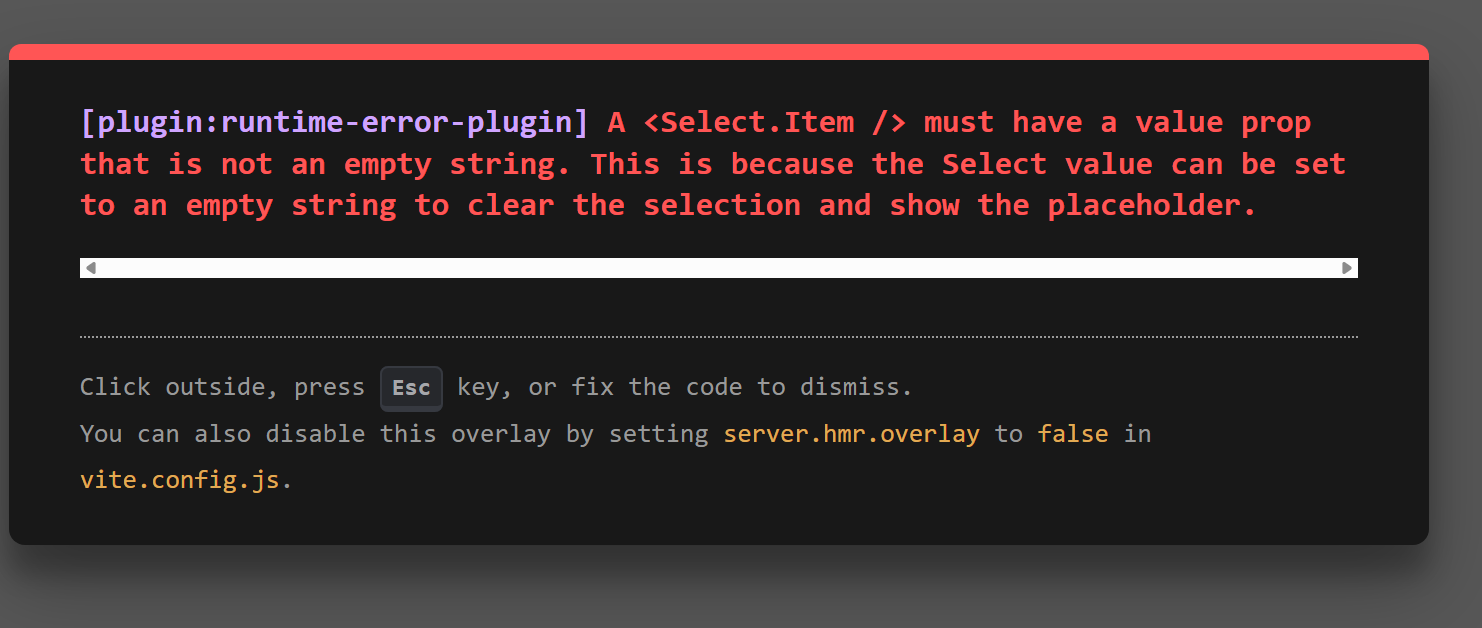 [plugin:runtime-error-plugin] A <Select.Item /> must have a value prop
that is not an empty string. This is because the Select value can be set
to an empty string to clear the selection and show the placeholder.
Click outside, press Esc key, or fix the code to dismiss.
You can also disable this overlay by setting server.hmr.overlay to false in
vite.config.js.